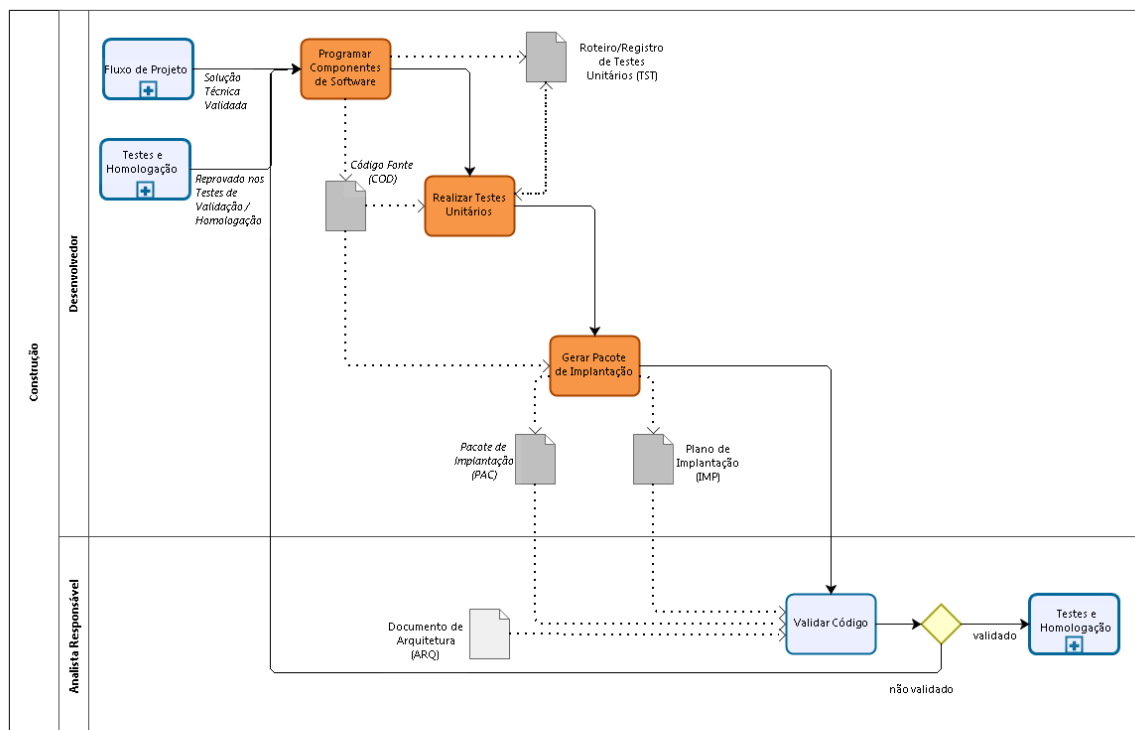 Construção
Desenvolvedor
Analista Responsável
Fluxo de Projeto
Solução
Técnica
Validada
Programar
Componentes
de Software
Roteiro/Registro
de Testes
Unitários (TST)
Testes e
Homologação
Reprovado nos
Testes de
Validação /
Homologação
Código Fonte
(COD)
Realizar Testes
Unitários
Gerar Pacote
de Implantação
Pacote de
Implantação
(PAC)
Plano de
Implantação
(IMP)
Documento de
Arquitetura
(ARQ)
Validar Código
validado
não validado
Testes e
Homologação